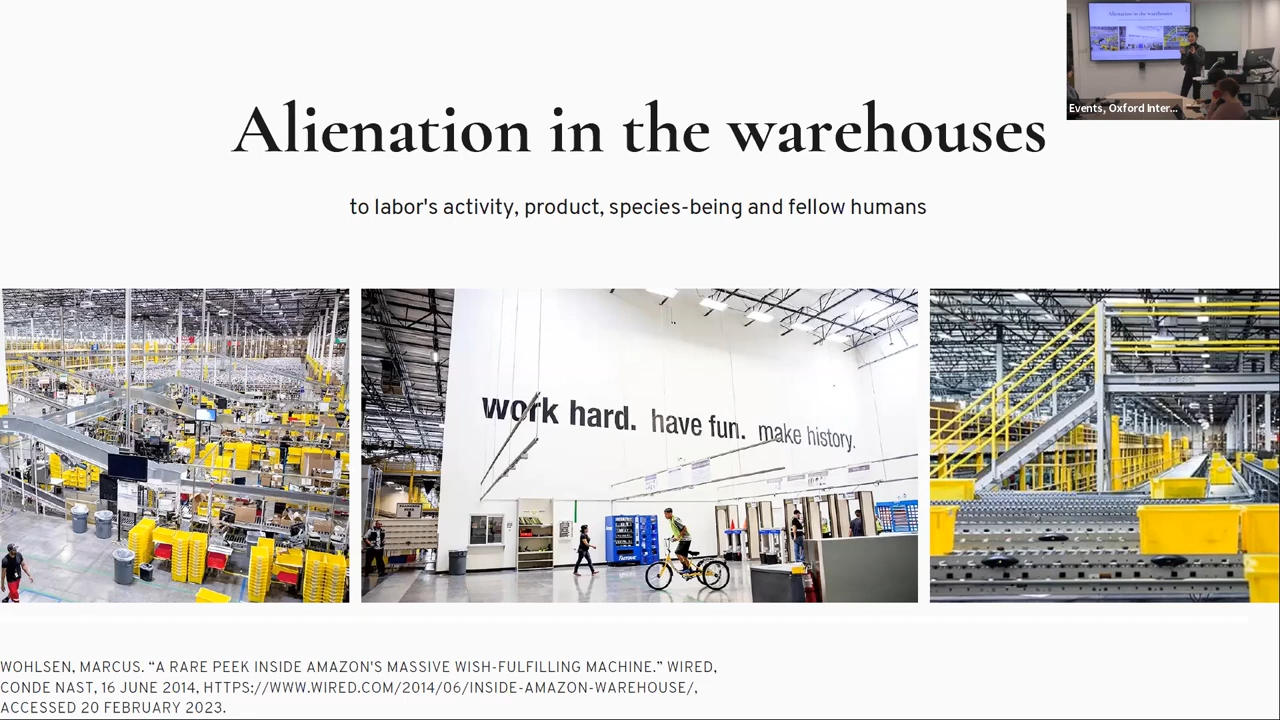 Alienation in the warehouses
Events, Oxford Inter...
to labor's activity, product, species-being and fellow humans
work hard. have fun. make history.
WOHLSEN, MARCUS. “A RARE PEEK INSIDE AMAZON'S MASSIVE WISH-FULFILLING MACHINE.” WIRED,
CONDE NAST, 16 JUNE 2014, HTTPS://WWW.WIRED.COM/2014/06/INSIDE-AMAZON-WAREHOUSE/,
ACCESSED 20 FEBRUARY 2023.